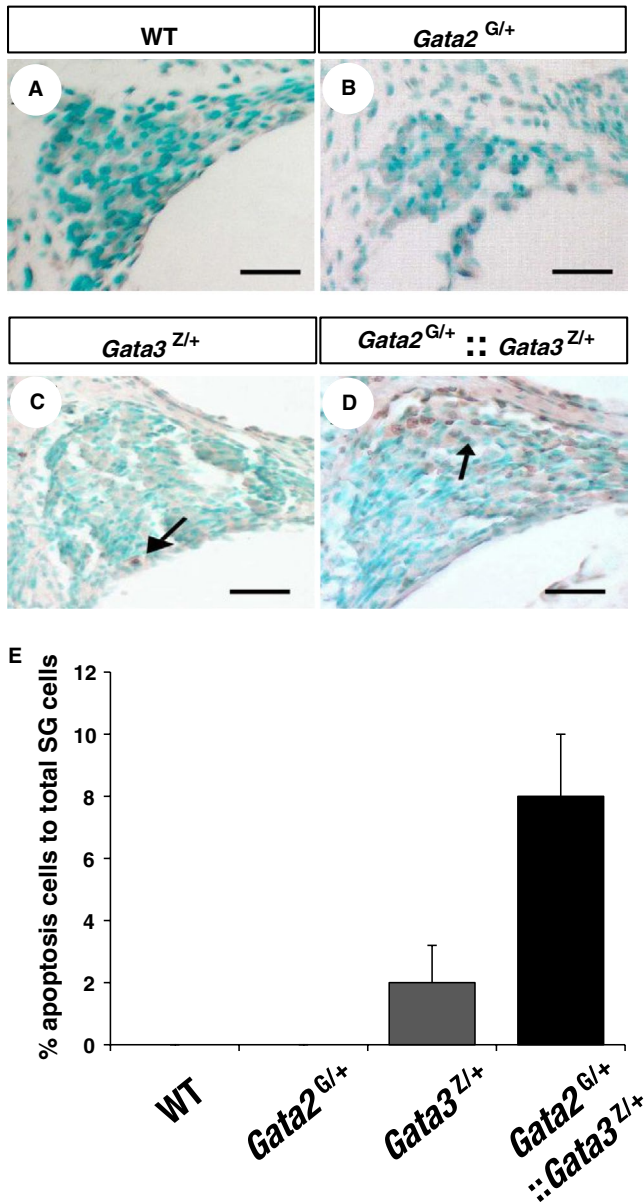 WT
Gata2 G/+
A
B
Gata3 Z/+
Gata2 G/+ :: Gata3 Z/+
C
D
E
% apoptosis cells to total SG cells
12
10
8
6
4
2
0
WT
Gata2 G/+
Gata3 Z/+
Gata2 G/+
::Gata3 Z/+